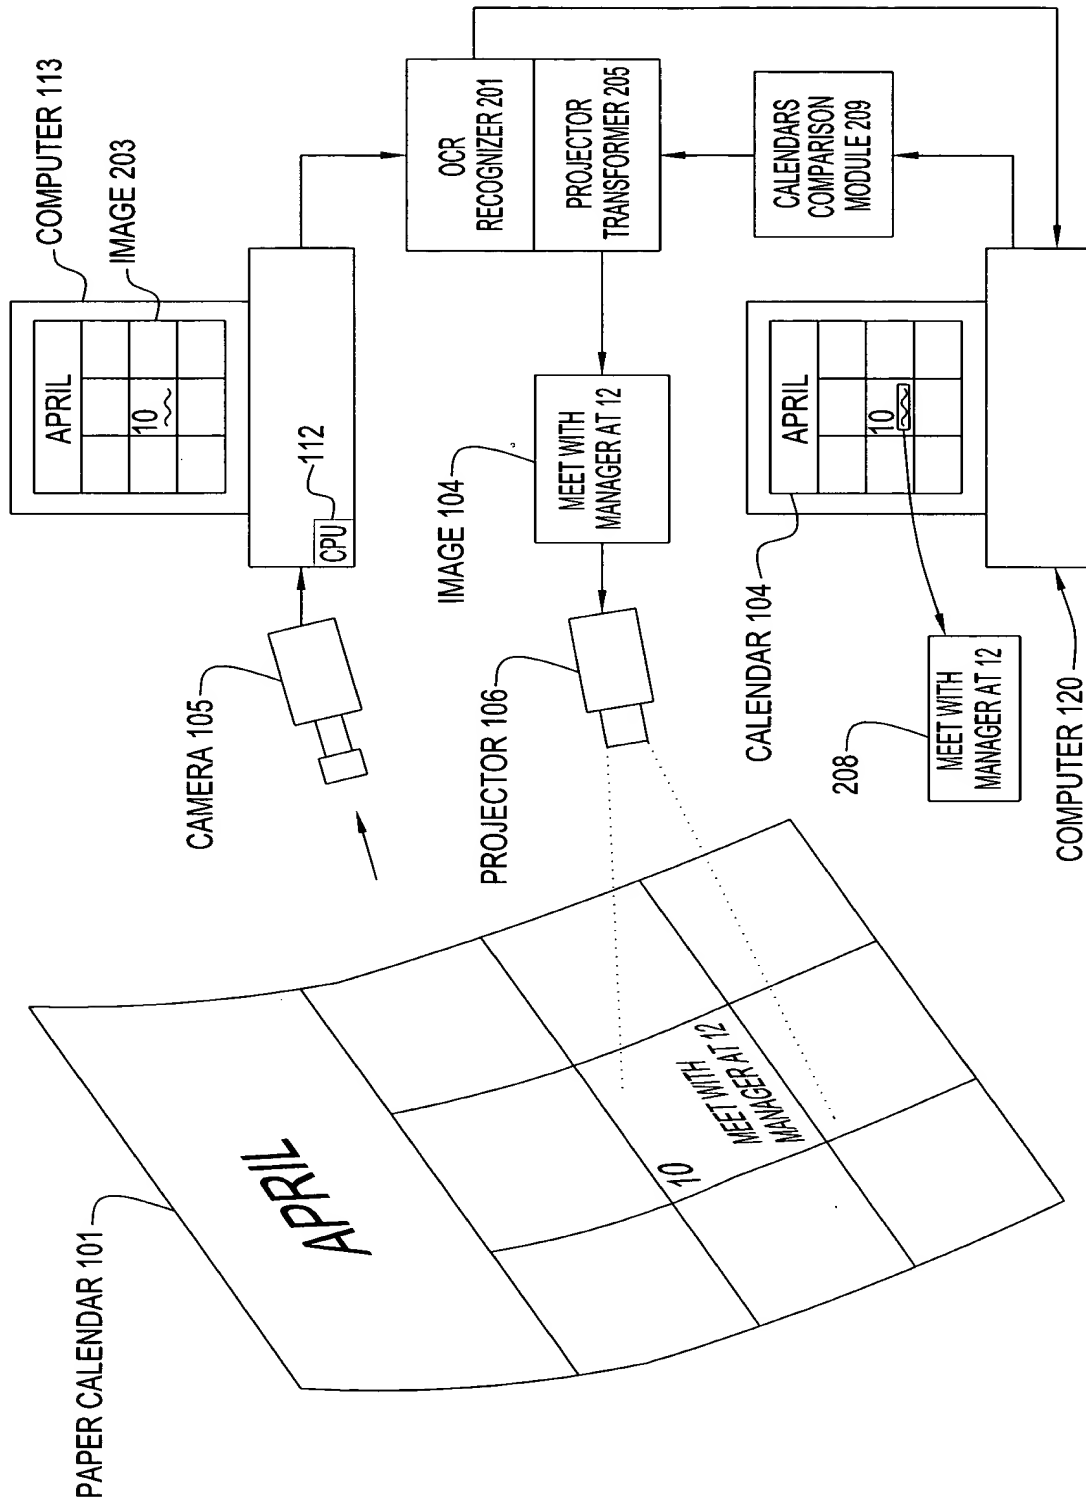 PAPER CALENDAR 101
APRIL
10
MEET WITH
MANAGER AT 12
CAMERA 105
COMPUTER 113
IMAGE 203
APRIL
10
CPU
112
OCR
RECOGNIZER 201
PROJECTOR
TRANSFORMER 205
PROJECTOR 106
IMAGE 104
MEET WITH
MANAGER AT 12
CALENDARS
COMPARISON
MODULE 209
CALENDAR 104
APRIL
10
208
MEET WITH
MANAGER AT 12
COMPUTER 120